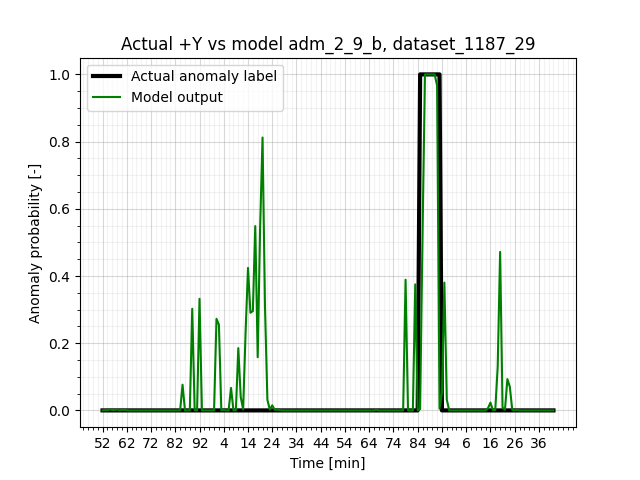 Actual +Y vs model adm_2_9_b, dataset_1187_29
Actual anomaly label
Model output
Anomaly probability [-]
1.0
0.8
0.6
0.4
0.2
0.0
52 62 72 82 92 4 14 24 34 44 54 64 74 84 94 6 16 26 36
Time [min]